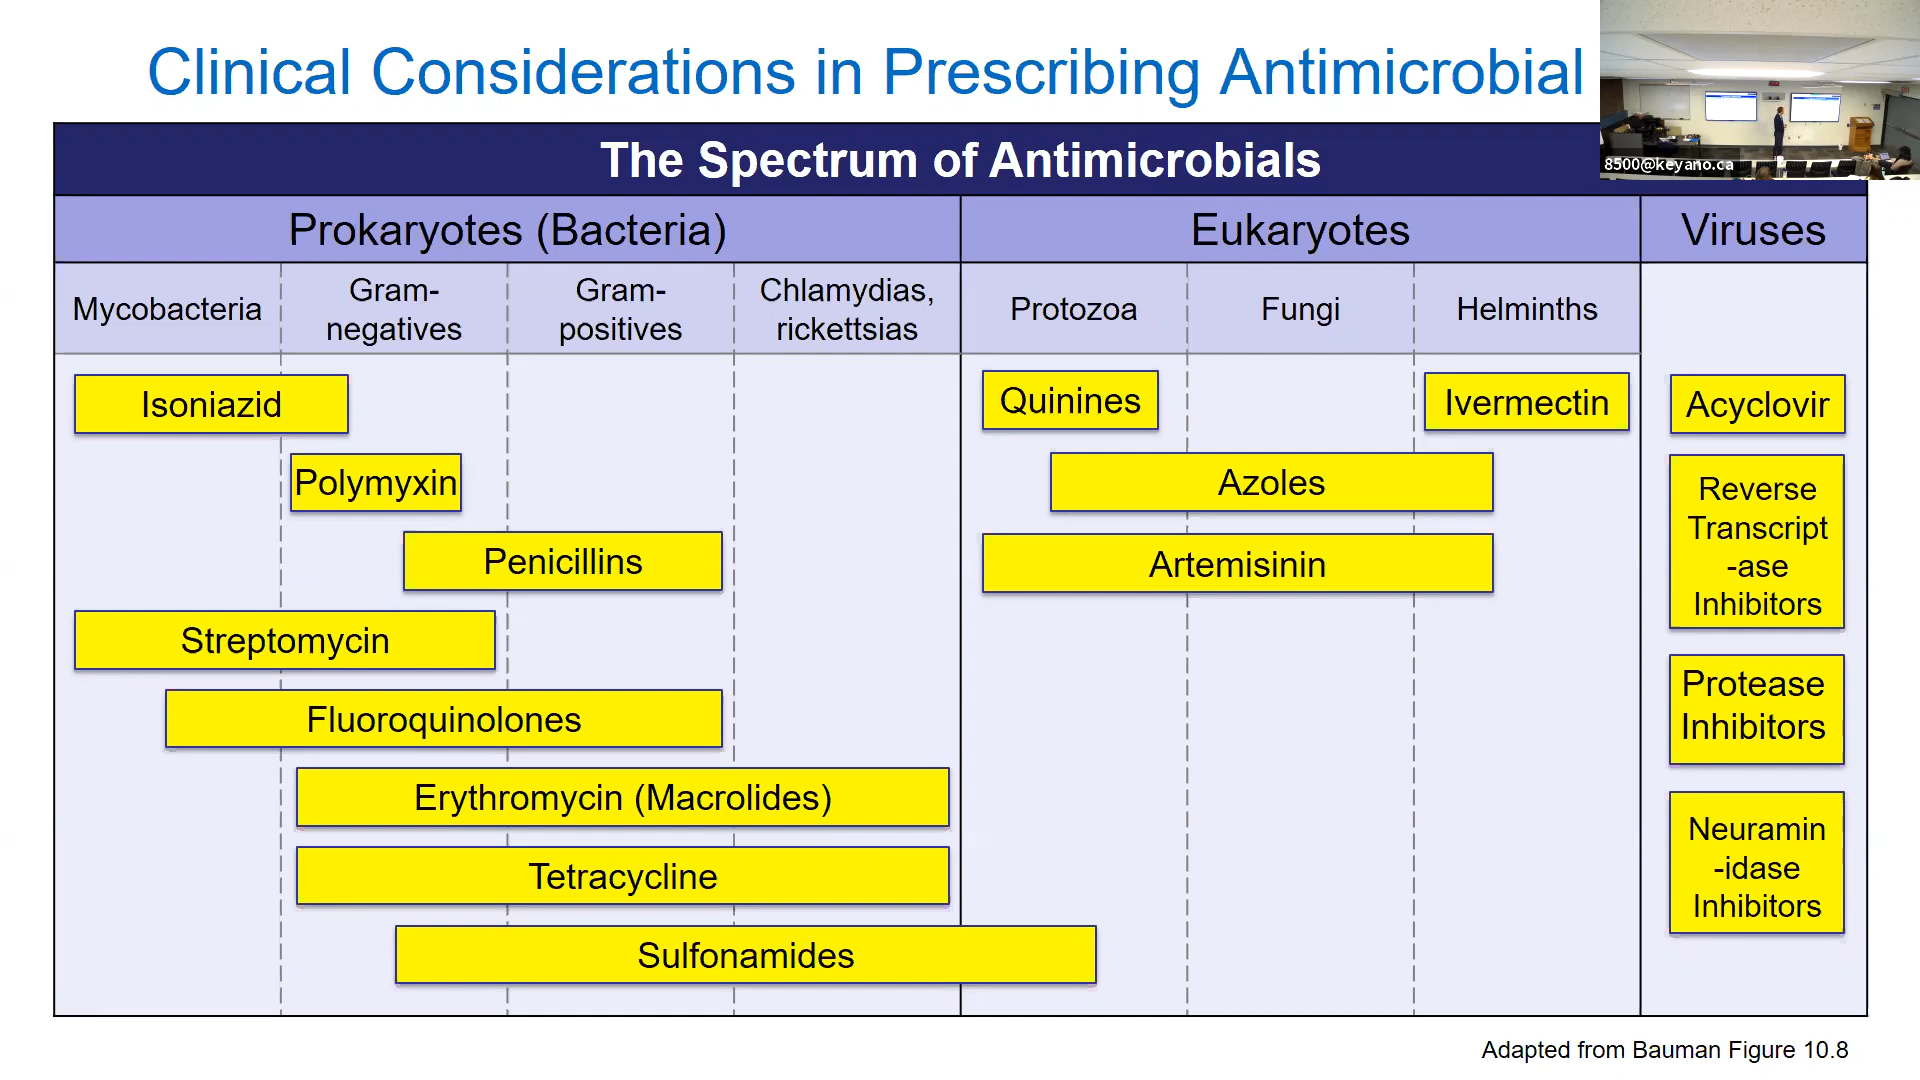 Clinical Considerations in Prescribing Antimicrobial
8500@keyano.ca
The Spectrum of Antimicrobials
Prokaryotes (Bacteria)
Eukaryotes
Viruses
Mycobacteria
Gram-
negatives
Gram-
positives
Chlamydias,
rickettsias
Protozoa
Fungi
Helminths
Isoniazid
Quinines
Ivermectin
Acyclovir
Polymyxin
Azoles
Reverse
Transcript
-ase
Inhibitors
Penicillins
Artemisinin
Streptomycin
Protease
Inhibitors
Fluoroquinolones
Erythromycin (Macrolides)
Neuramin
-idase
Inhibitors
Tetracycline
Sulfonamides
Adapted from Bauman Figure 10.8